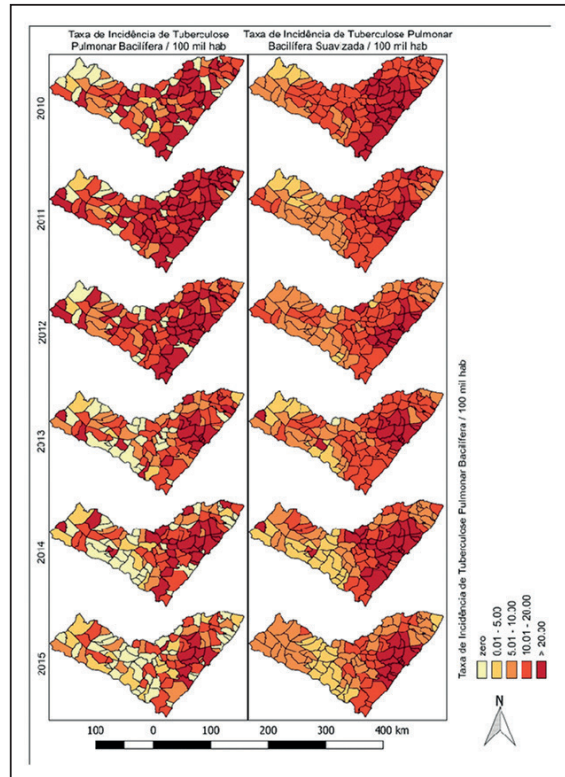 Taxa de Incidência de Tuberculose
Pulmonar Bacilífera / 100 mil hab
Taxa de Incidência de Tuberculose Pulmonar
Bacilífera Suavizada / 100 mil hab
2010
2011
2012
2013
2014
2015
Taxa de Incidência de Tuberculose Pulmonar Bacilífera / 100 mil hab
zero
0.01 - 5.00
5.01 - 10.00
10.01 - 20.00
> 20.00
N
100 0 100 200 300 400 km